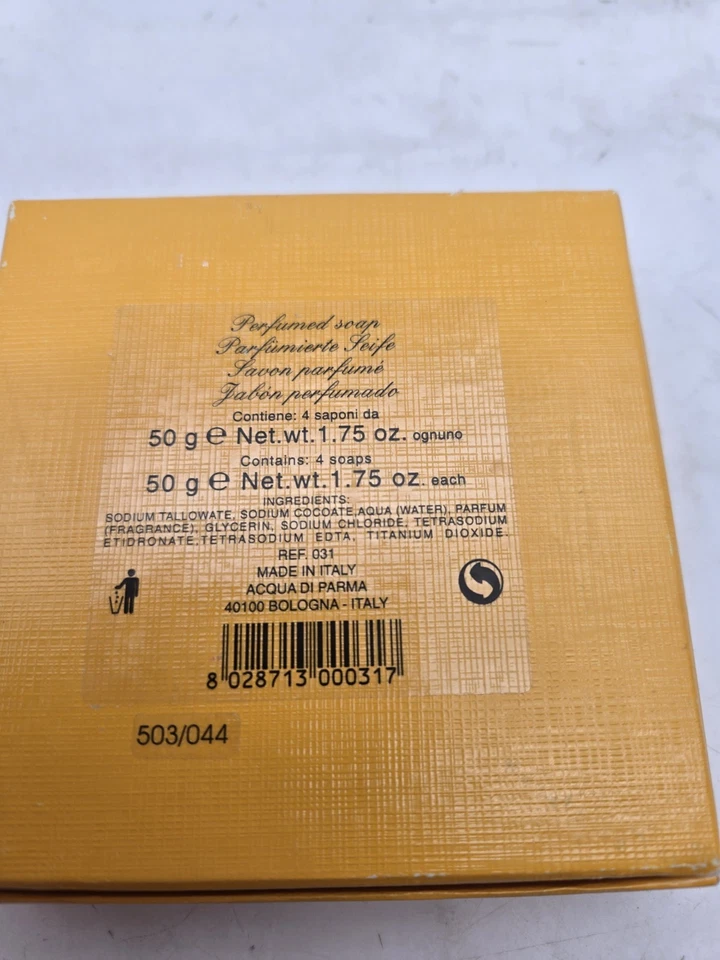 Perfumed soap
Parfümierte Seife
Savon parfumé
Jabón perfumado
Contiene: 4 saponi da
50 g ℮ Net.wt.1.75 oz. ognuno
Contains: 4 soaps
50 g ℮ Net.wt.1.75 oz. each
INGREDIENTS:
SODIUM TALLOWATE, SODIUM COCOATE,AQUA (WATER), PARFUM
(FRAGRANCE), GLYCERIN, SODIUM CHLORIDE, TETRASODIUM
ETIDRONATE,TETRASODIUM EDTA, TITANIUM DIOXIDE.
REF. 031
MADE IN ITALY
ACQUA DI PARMA
40100 BOLOGNA - ITALY
8 028713 000317
503/044